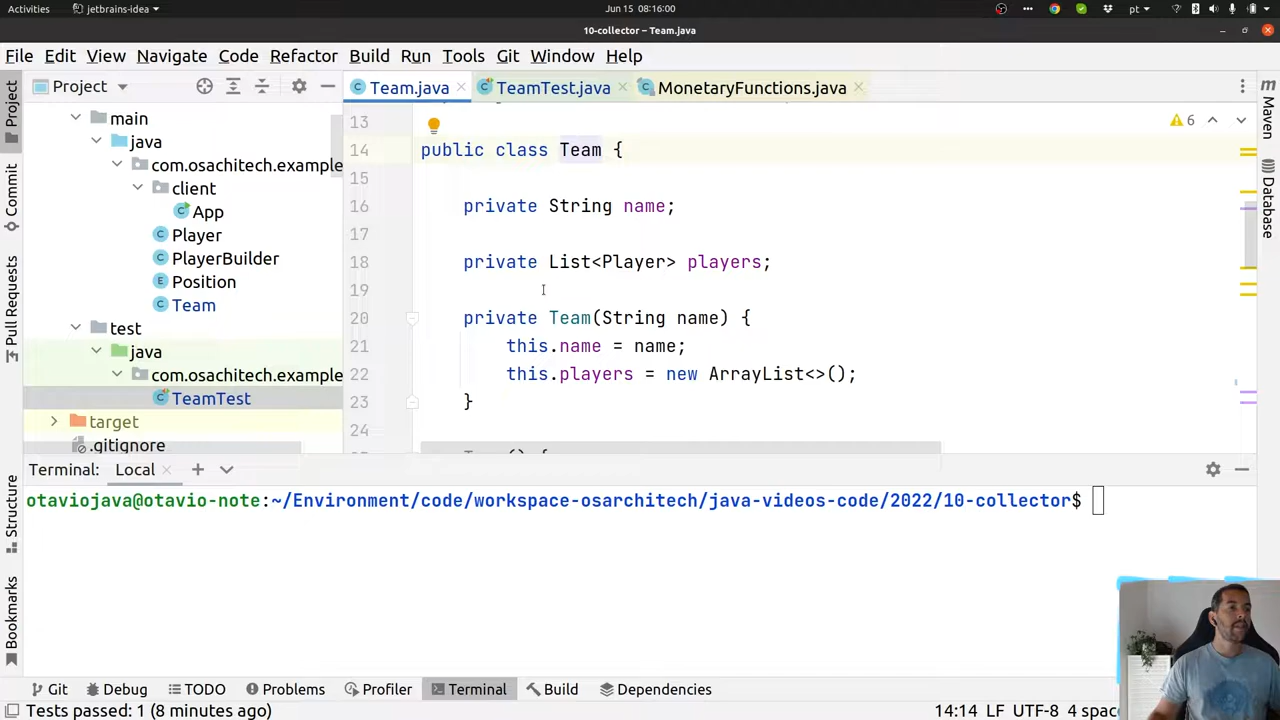 Activities jetbrains-idea Jun 15 08:16:00 pt
10-collector – Team.java
File Edit View Navigate Code Refactor Build Run Tools Git Window Help
Project Team.java TeamTest.java MonetaryFunctions.java
Project
Commit
Pull Requests
Structure
Bookmarks
main
java
com.osachitech.example
client
App
Player
PlayerBuilder
Position
Team
test
java
com.osachitech.example
TeamTest
target
.gitignore
13
14 public class Team {
15
16 private String name;
17
18 private List<Player> players;
19
20 private Team(String name) {
21 this.name = name;
22 this.players = new ArrayList<>();
23 }
24
6
Maven
Database
Terminal: Local
otaviojava@otavio-note:~/Environment/code/workspace-osarchitech/java-videos-code/2022/10-collector$
Git Debug TODO Problems Profiler Terminal Build Dependencies
Tests passed: 1 (8 minutes ago) 14:14 LF UTF-8 4 spac